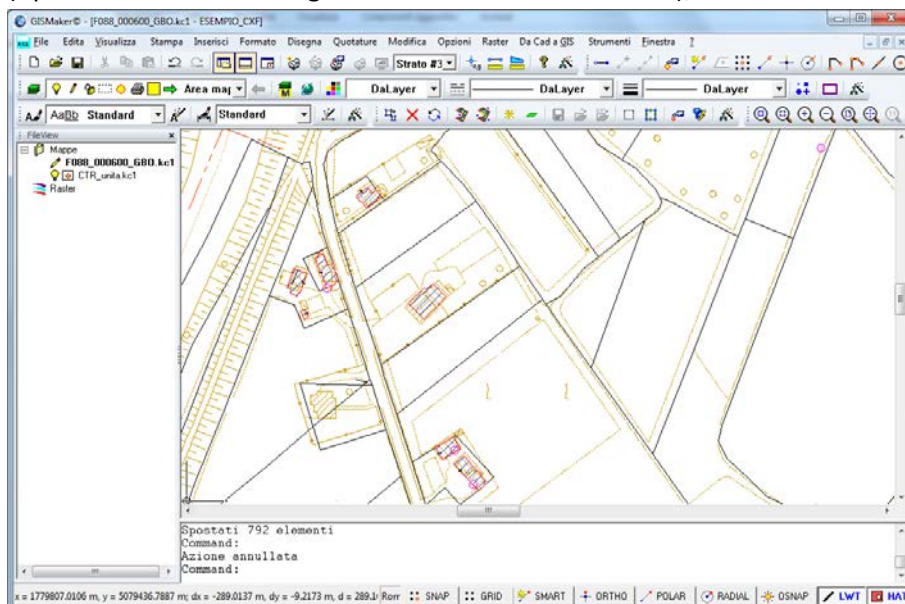 GISMaker© - [F088_000600_GBO.kc1 - ESEMPIO_CXF]
File Edita Visualizza Stampa Inserisci Formato Disegna Quotature Modifica Opzioni Raster Da Cad a GIS Strumenti Finestra ?
Strato #3
Area map DaLayer DaLayer DaLayer
AaBb Standard Standard
FileView
Mappe
F088_000600_GBO.kc1
CTR_unita.kc1
Raster
Spostati 792 elementi
Command:
Azione annullata
Command:
x = 1779807.0106 m, y = 5079436.7887 m; dx = -289.0137 m, dy = -9.2173 m, d = 289.1 Rom SNAP GRID SMART ORTHO POLAR RADIAL OSNAP LWT HAT